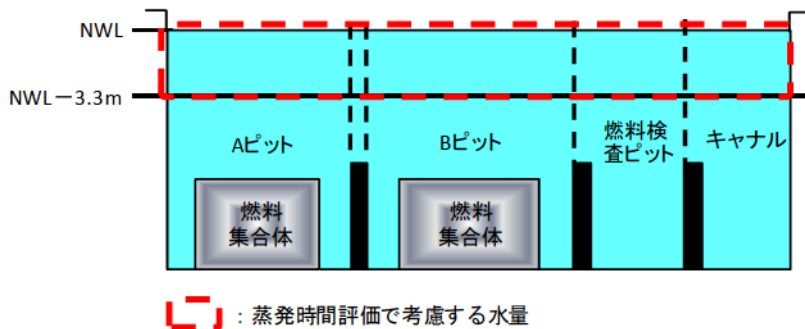 NWL
NWL－3.3m
Aピット
Bピット
燃料検
査ピット
キャナル
燃料
集合体
燃料
集合体
：蒸発時間評価で考慮する水量